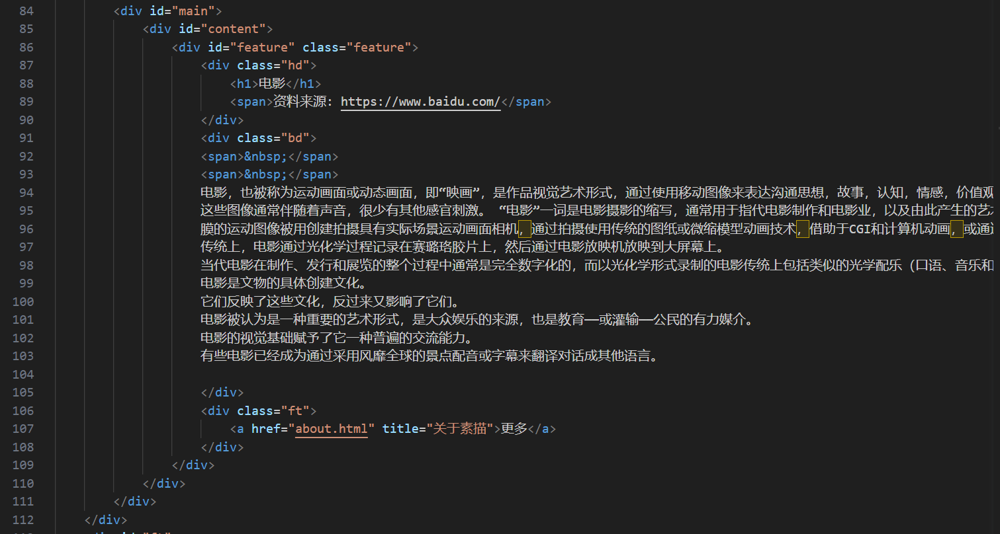 84 <div id="main">
85 <div id="content">
86 <div id="feature" class="feature">
87 <div class="hd">
88 <h1>电影</h1>
89 <span>资料来源：https://www.baidu.com/</span>
90 </div>
91 <div class="bd">
92 <span>&nbsp;</span>
93 <span>&nbsp;</span>
94 电影，也被称为运动画面或动态画面，即“映画”，是作品视觉艺术形式，通过使用移动图像来表达沟通思想，故事，认知，情感，价值观
95 这些图像通常伴随着声音，很少有其他感官刺激。 “电影”一词是电影摄影的缩写，通常用于指代电影制作和电影业，以及由此产生的艺
96 膜的运动图像被用创建拍摄具有实际场景运动画面相机，通过拍摄使用传统的图纸或微缩模型动画技术，借助于CGI和计算机动画，或通
97 传统上，电影通过光化学过程记录在赛璐珞胶片上，然后通过电影放映机放映到大屏幕上。
98 当代电影在制作、发行和展览的整个过程中通常是完全数字化的，而以光化学形式录制的电影传统上包括类似的光学配乐（口语、音乐和
99 电影是文物的具体创建文化。
100 它们反映了这些文化，反过来又影响了它们。
101 电影被认为是一种重要的艺术形式，是大众娱乐的来源，也是教育——或灌输——公民的有力媒介。
102 电影的视觉基础赋予了它一种普遍的交流能力。
103 有些电影已经成为通过采用风靡全球的景点配音或字幕来翻译对话成其他语言。
104
105 </div>
106 <div class="ft">
107 <a href="about.html" title="关于素描">更多</a>
108 </div>
109 </div>
110 </div>
111 </div>
112 </div>